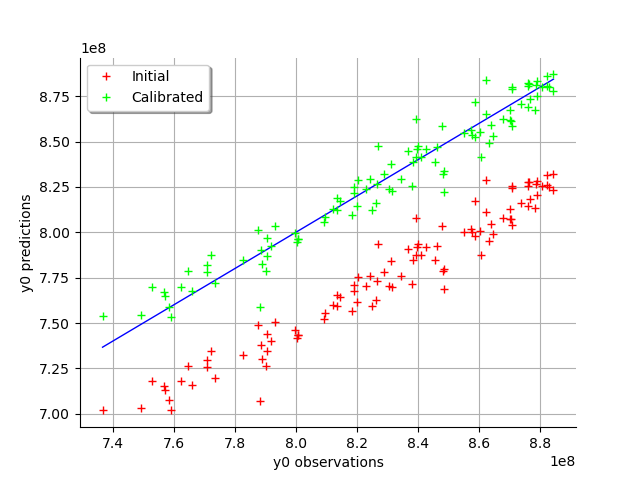 1e8
Initial
Calibrated
8.75
8.50
8.25
8.00
7.75
7.50
7.25
7.00
y0 predictions
7.4 7.6 7.8 8.0 8.2 8.4 8.6 8.8
y0 observations
1e8